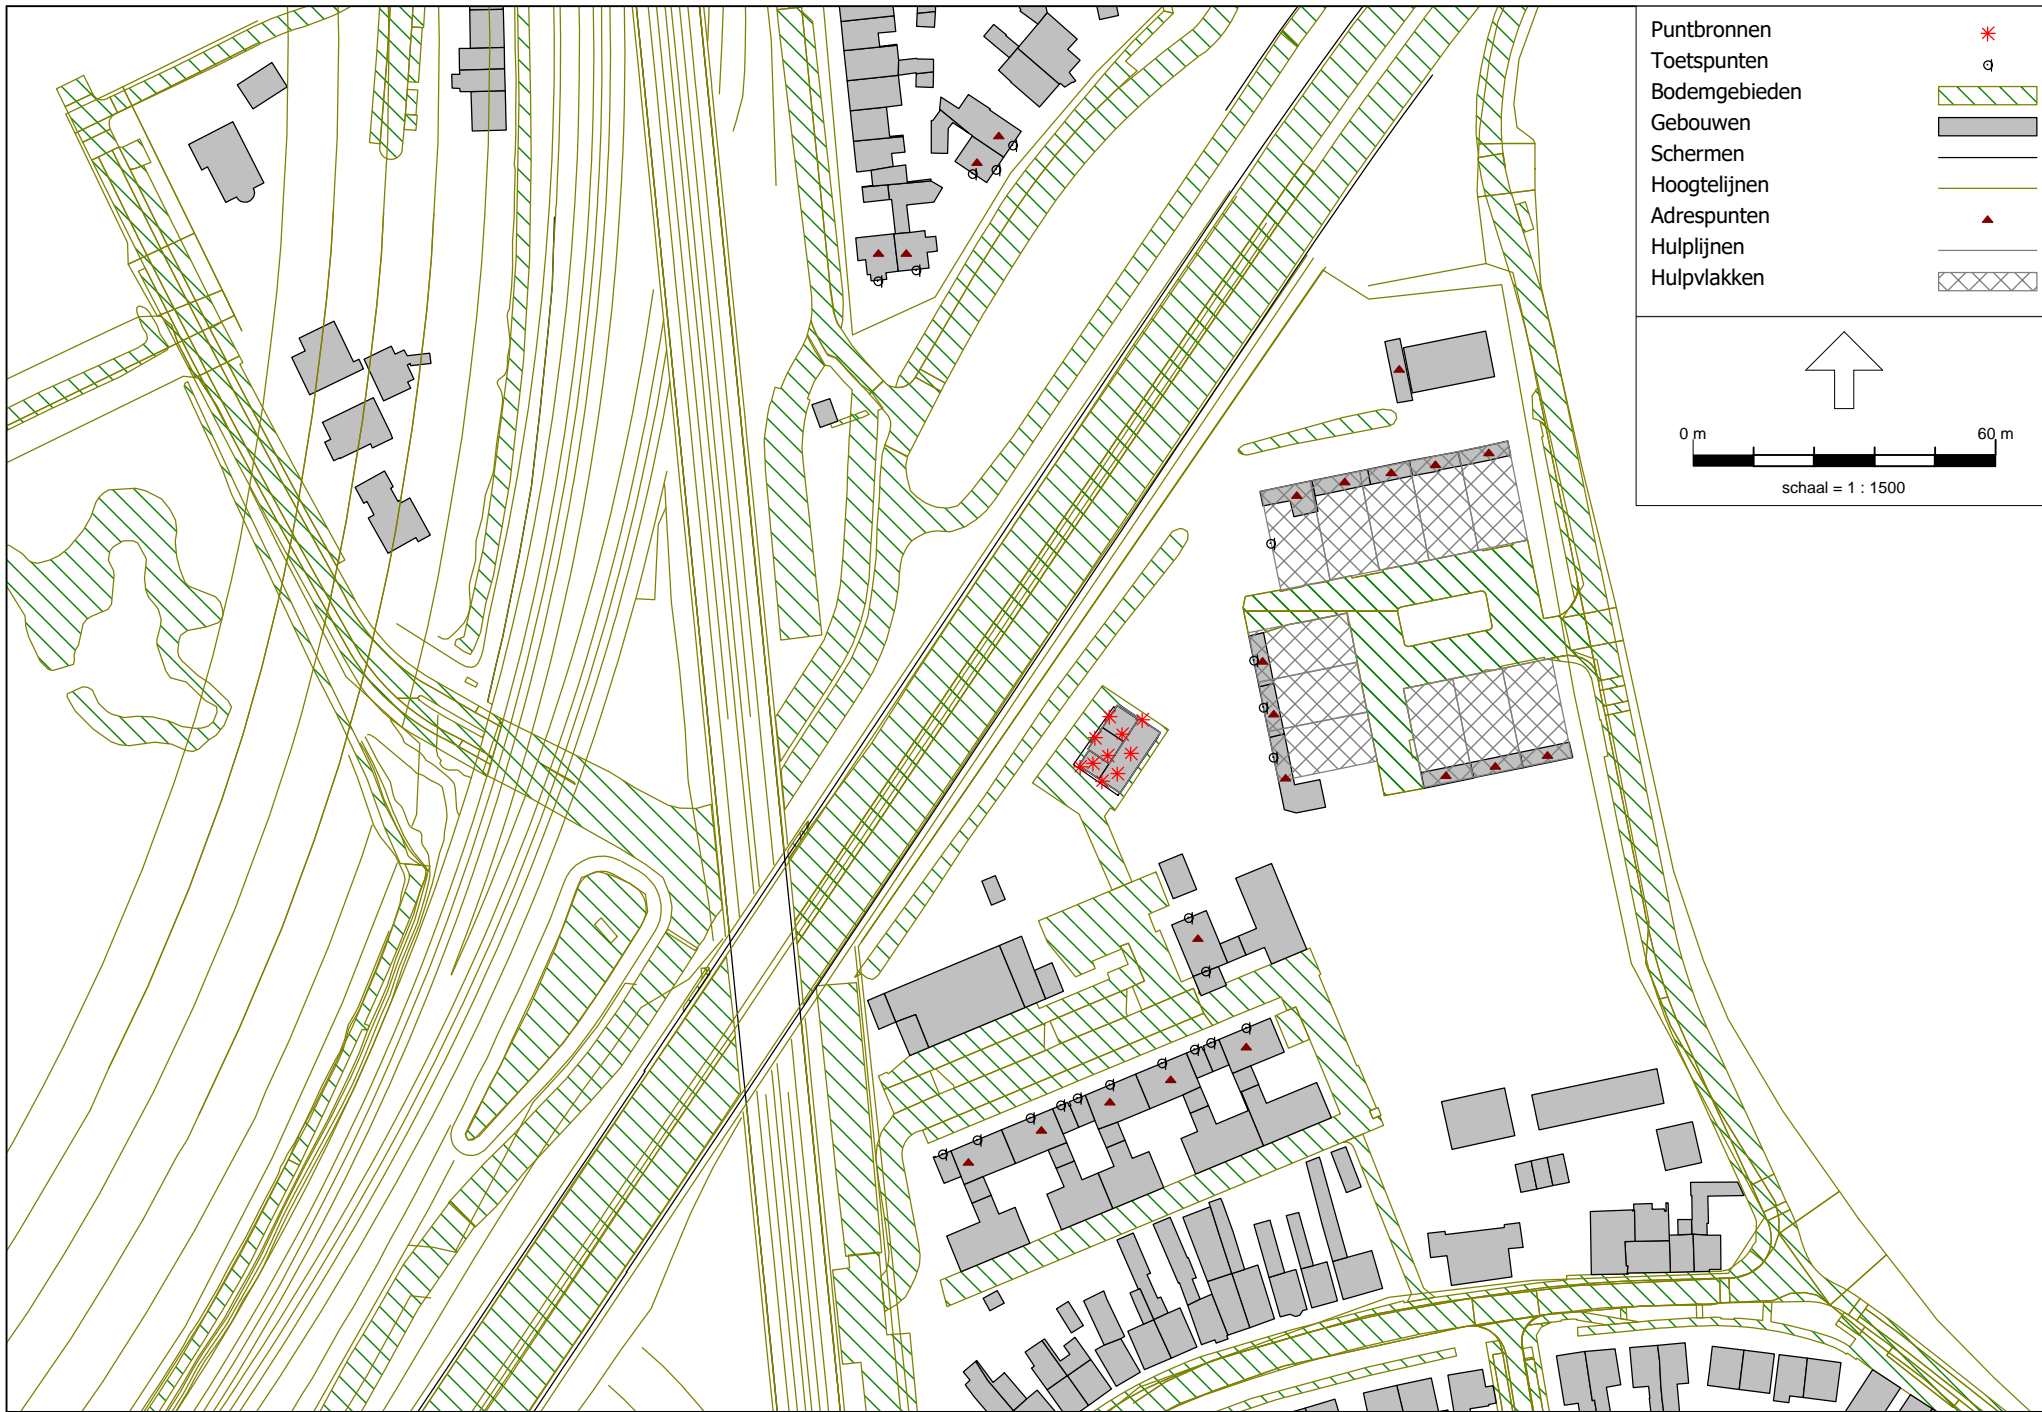 Puntbronnen
Toetspunten
Bodemgebieden
Gebouwen
Schermen
Hoogtelijnen
Adrespunten
Hulplijnen
Hulpvlakken
0 m 60 m
schaal = 1 : 1500